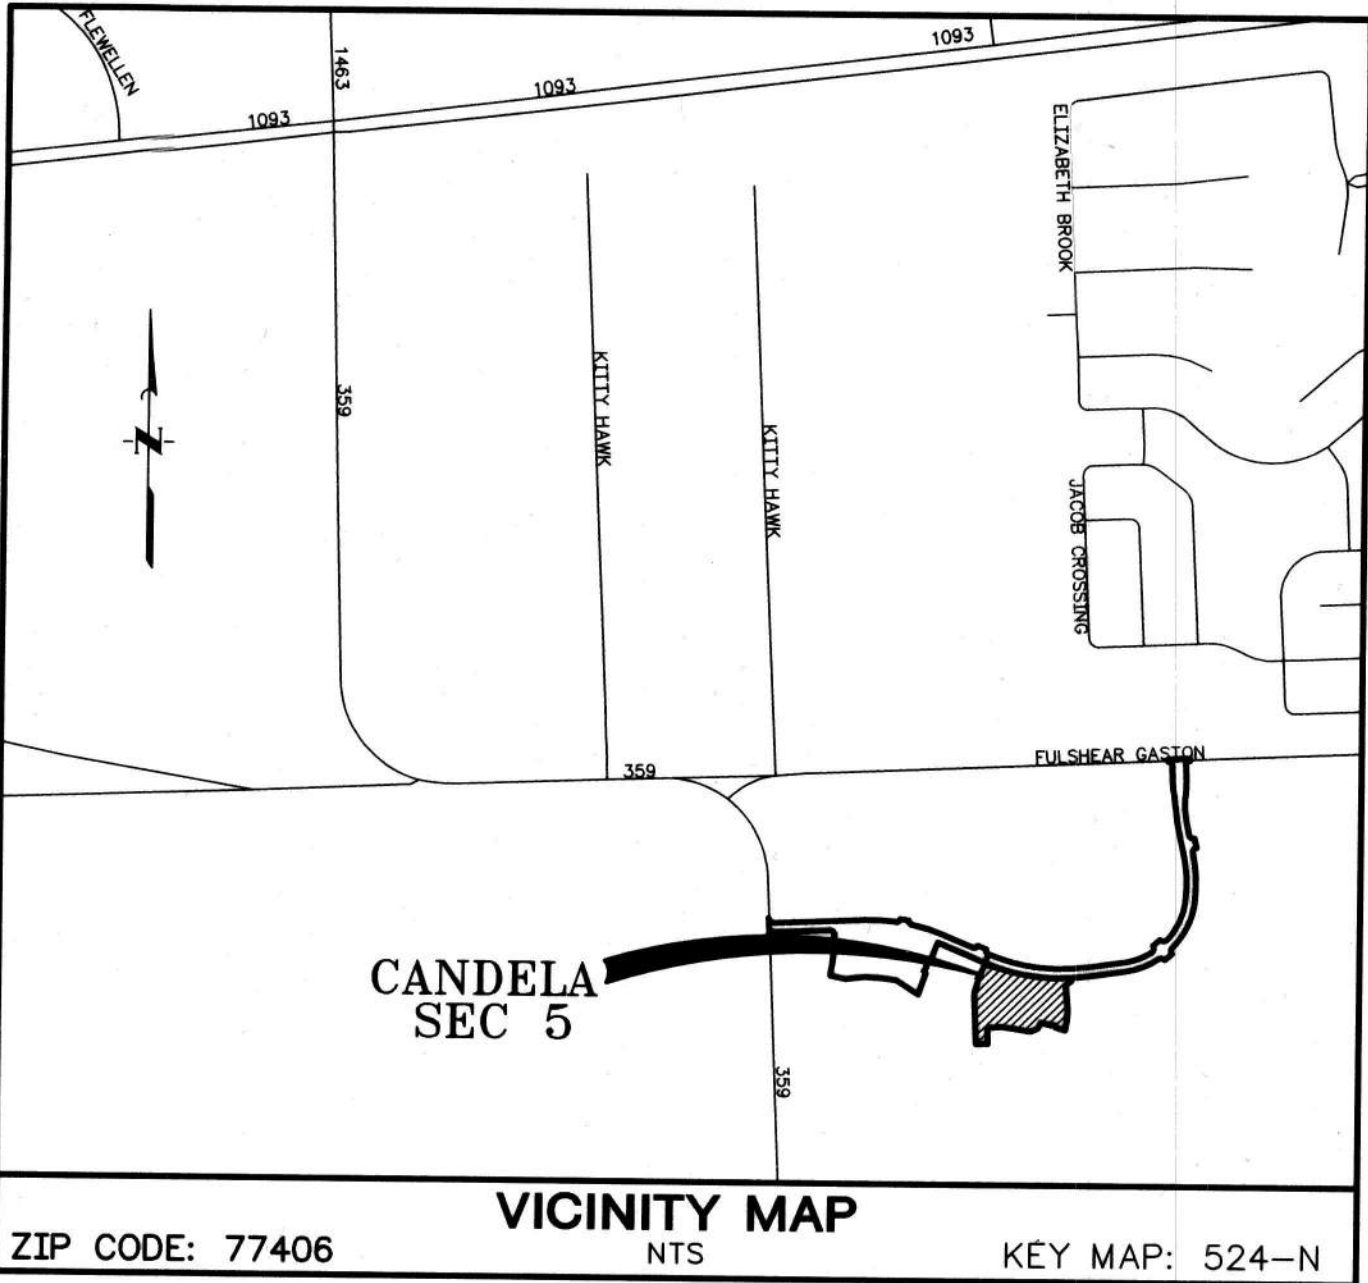 FLEWELLEN
1463
1093
1093
1093
ELIZABETH BROOK
359
KITTY HAWK
KITTY HAWK
N
JACOB CROSSING
359
FULSHEAR GASTON
CANDELA
SEC 5
359
VICINITY MAP
ZIP CODE: 77406
NTS
KEY MAP: 524-N